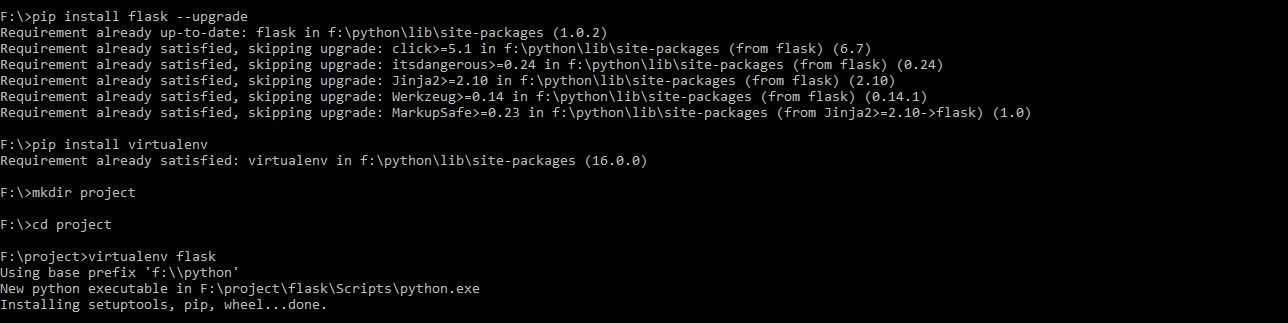 F:\>pip install flask --upgrade
Requirement already up-to-date: flask in f:\python\lib\site-packages (1.0.2)
Requirement already satisfied, skipping upgrade: click>=5.1 in f:\python\lib\site-packages (from flask) (6.7)
Requirement already satisfied, skipping upgrade: itsdangerous>=0.24 in f:\python\lib\site-packages (from flask) (0.24)
Requirement already satisfied, skipping upgrade: Jinja2>=2.10 in f:\python\lib\site-packages (from flask) (2.10)
Requirement already satisfied, skipping upgrade: Werkzeug>=0.14 in f:\python\lib\site-packages (from flask) (0.14.1)
Requirement already satisfied, skipping upgrade: MarkupSafe>=0.23 in f:\python\lib\site-packages (from Jinja2>=2.10->flask) (1.0)
F:\>pip install virtualenv
Requirement already satisfied: virtualenv in f:\python\lib\site-packages (16.0.0)
F:\>mkdir project
F:\>cd project
F:\project>virtualenv flask
Using base prefix 'f:\\python'
New python executable in F:\project\flask\Scripts\python.exe
Installing setuptools, pip, wheel...done.